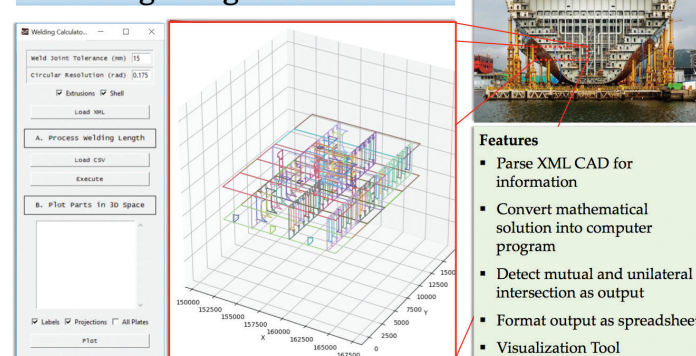 Welding Calculato...
Weld Joint Tolerance (mm) 15
Circular Resolution (rad) 0.175
Extrusions Shell
Load XML
A. Process Welding Length
Load CSV
Execute
B. Plot Parts in 3D Space
Labels Projections All Plates
Plot
150000
152500
155000
157500
160000
162500
165000
167500
X
0
2500
5000
7500
10000
12500
Y
Features
▪ Parse XML CAD for
information
▪ Convert mathematical
solution into computer
program
▪ Detect mutual and unilateral
intersection as output
▪ Format output as spreadsheet
▪ Visualization Tool